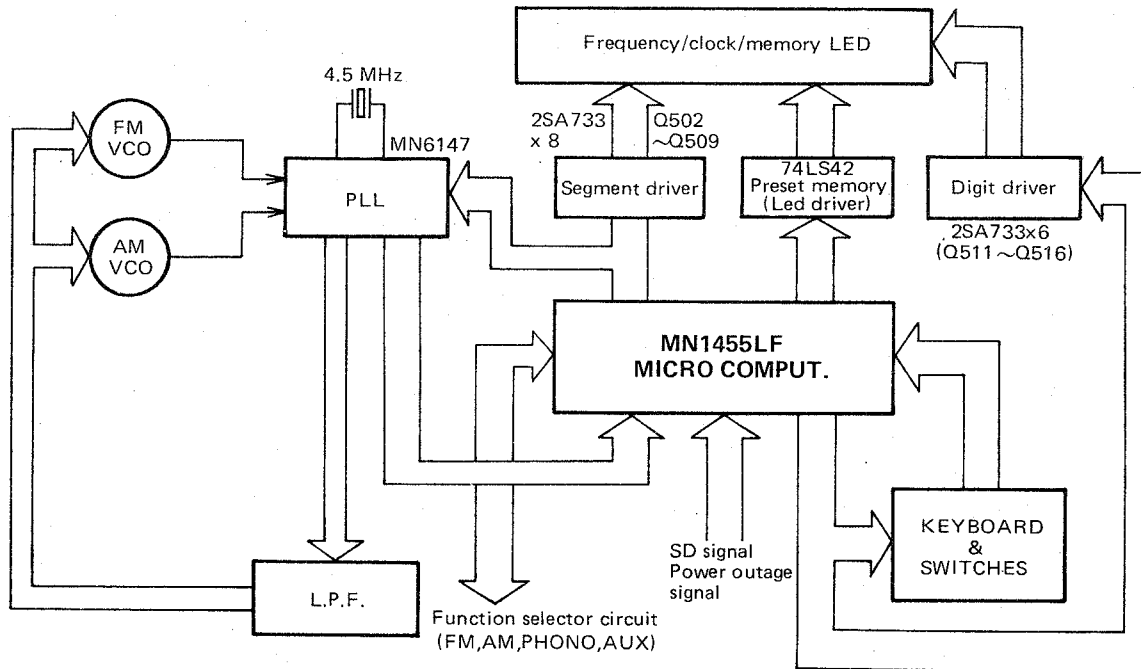 Frequency/clock/memory LED
4.5 MHz
FM
VCO
2SA733
x 8
Q502
~Q509
MN6147
PLL
Segment driver
74LS42
Preset memory
(Led driver)
Digit driver
2SA733x6
(Q511~Q516)
AM
VCO
MN1455LF
MICRO COMPUT.
KEYBOARD
&
SWITCHES
SD signal
Power outage
signal
L.P.F.
Function selector circuit
(FM,AM,PHONO,AUX)